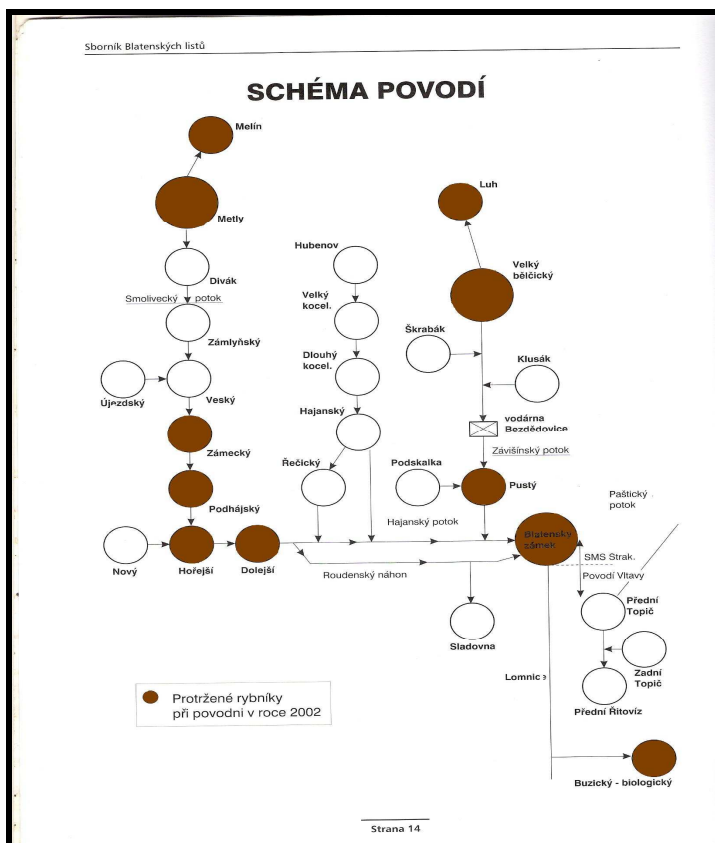 Sborník Blatenských listů
SCHÉMA POVODÍ
Melín
Metly
Divák
Smolivecký potok
Zámlyňský
Újezdský
Veský
Zámecký
Podhájský
Nový
Hořejší
Dolejší
Hubenov
Velký
kocel.
Dlouhý
kocel.
Hajanský
Řečický
Hajanský potok
Roudenský náhon
Sladovna
Luh
Velký
bělčický
Škrabák
Klusák
vodárna
Bezdědovice
Závišínský potok
Podskalka
Pustý
Blatenský
zámek
Paštický
potok
SMS Strak.
Povodí Vltavy
Přední
Topič
Zadní
Topič
Přední Řitovíz
Lomnice
Buzický - biologický
Protržené rybníky
při povodni v roce 2002
Strana 14